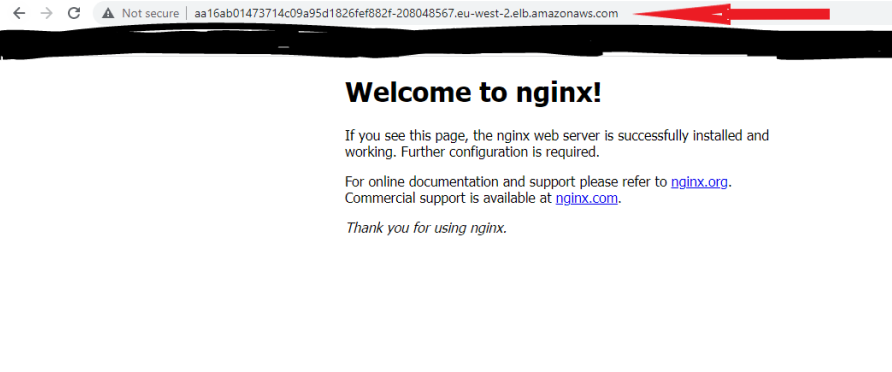 Not secure | aa16ab01473714c09a95d1826fef882f-208048567.eu-west-2.elb.amazonaws.com
Welcome to nginx!
If you see this page, the nginx web server is successfully installed and
working. Further configuration is required.
For online documentation and support please refer to nginx.org.
Commercial support is available at nginx.com.
Thank you for using nginx.